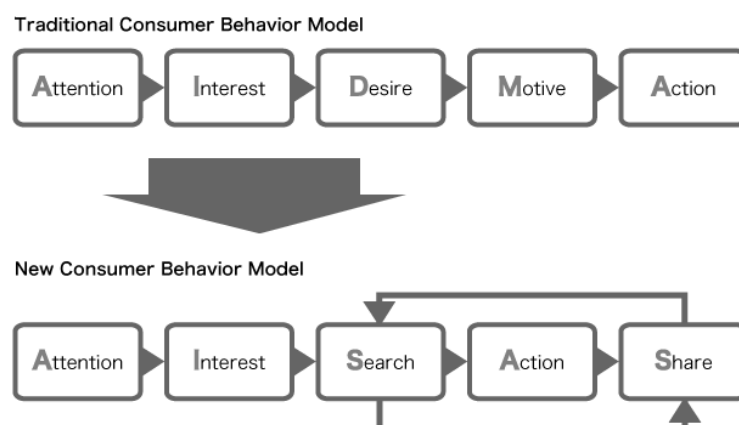 Traditional Consumer Behavior Model
Attention Interest Desire Motive Action
New Consumer Behavior Model
Attention Interest Search Action Share